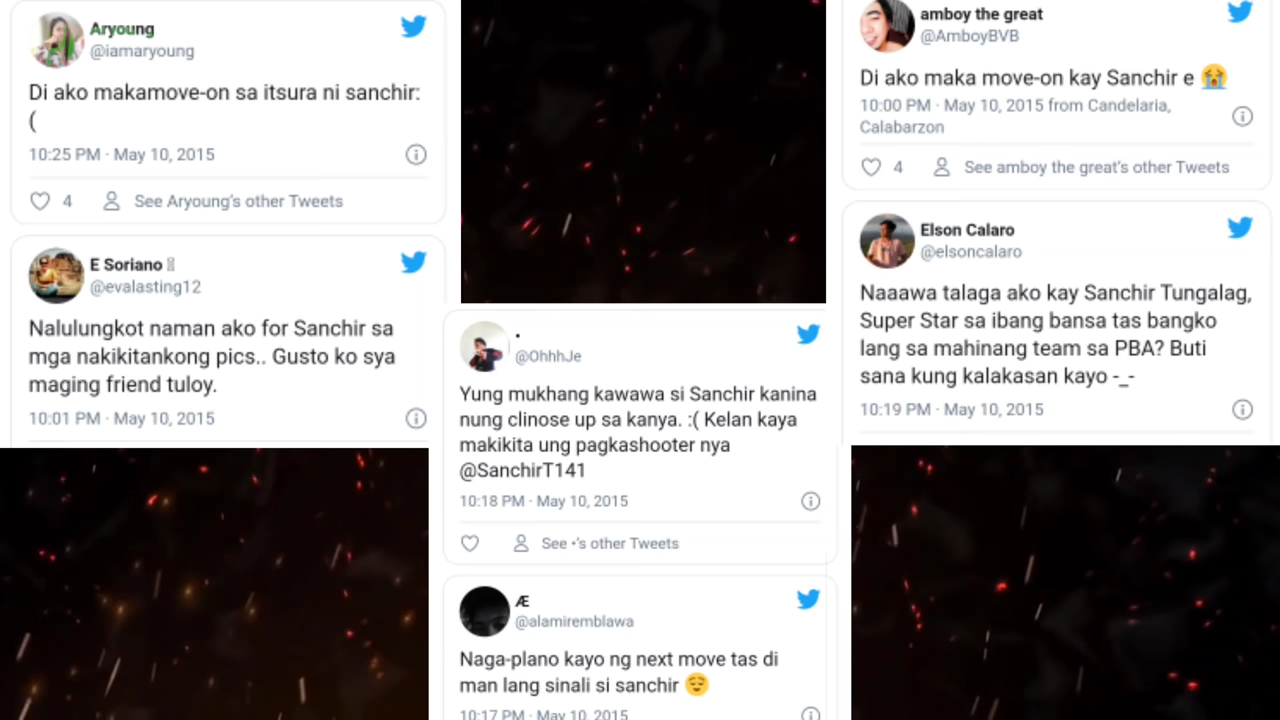 Aryoung
@iamaryoung
Di ako makamove-on sa itsura ni sanchir:
(
10:25 PM · May 10, 2015
4 See Aryoung's other Tweets
E Soriano
@evalasting12
Nalulungkot naman ako for Sanchir sa
mga nakikitankong pics.. Gusto ko sya
maging friend tuloy.
10:01 PM · May 10, 2015
.
@OhhhJe
Yung mukhang kawawa si Sanchir kanina
nung clinose up sa kanya. :( Kelan kaya
makikita ung pagkashooter nya
@SanchirT141
10:18 PM · May 10, 2015
See •'s other Tweets
Æ
@alamiremblawa
Naga-plano kayo ng next move tas di
man lang sinali si sanchir 😌
10:17 PM · May 10, 2015
amboy the great
@AmboyBVB
Di ako maka move-on kay Sanchir e 😭
10:00 PM · May 10, 2015 from Candelaria,
Calabarzon
4 See amboy the great's other Tweets
Elson Calaro
@elsoncalaro
Naaawa talaga ako kay Sanchir Tungalag,
Super Star sa ibang bansa tas bangko
lang sa mahinang team sa PBA? Buti
sana kung kalakasan kayo -_-
10:19 PM · May 10, 2015